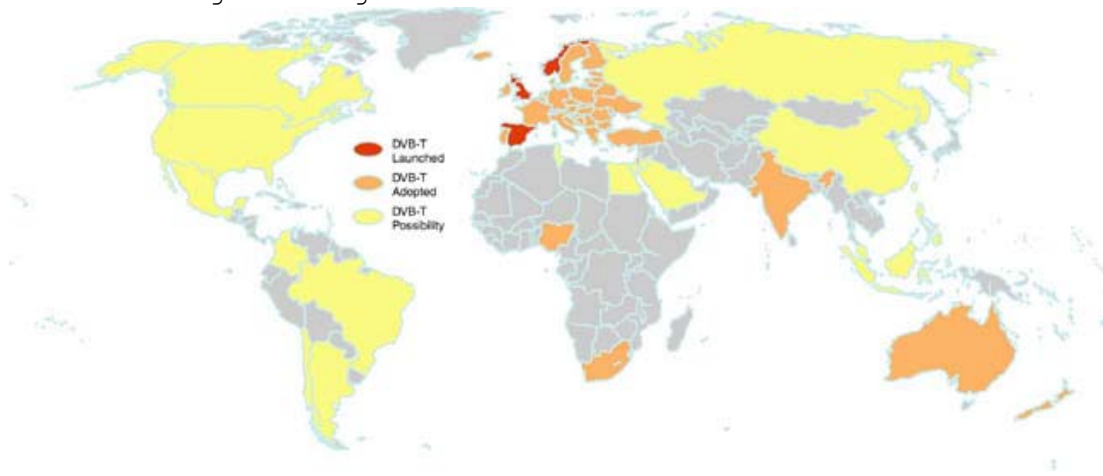 DVB-T
Launched
DVB-T
Adopted
DVB-T
Possibility